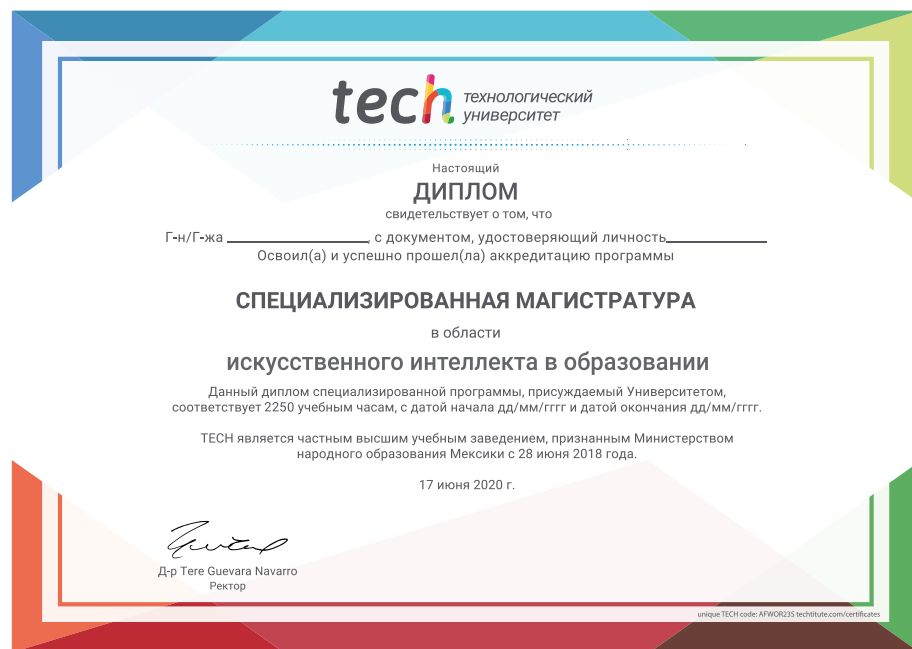 tech технологический
университет
Настоящий
ДИПЛОМ
свидетельствует о том, что
Г-н/Г-жа ____________________, с документом, удостоверяющий личность______________
Освоил(а) и успешно прошел(ла) аккредитацию программы
СПЕЦИАЛИЗИРОВАННАЯ МАГИСТРАТУРА
в области
искусственного интеллекта в образовании
Данный диплом специализированной программы, присуждаемый Университетом,
соответствует 2250 учебным часам, с датой начала дд/мм/гггг и датой окончания дд/мм/гггг.
TECH является частным высшим учебным заведением, признанным Министерством
народного образования Мексики с 28 июня 2018 года.
17 июня 2020 г.
Д-р Tere Guevara Navarro
Ректор
unique TECH code: AFWOR23S techtitute.com/certificates